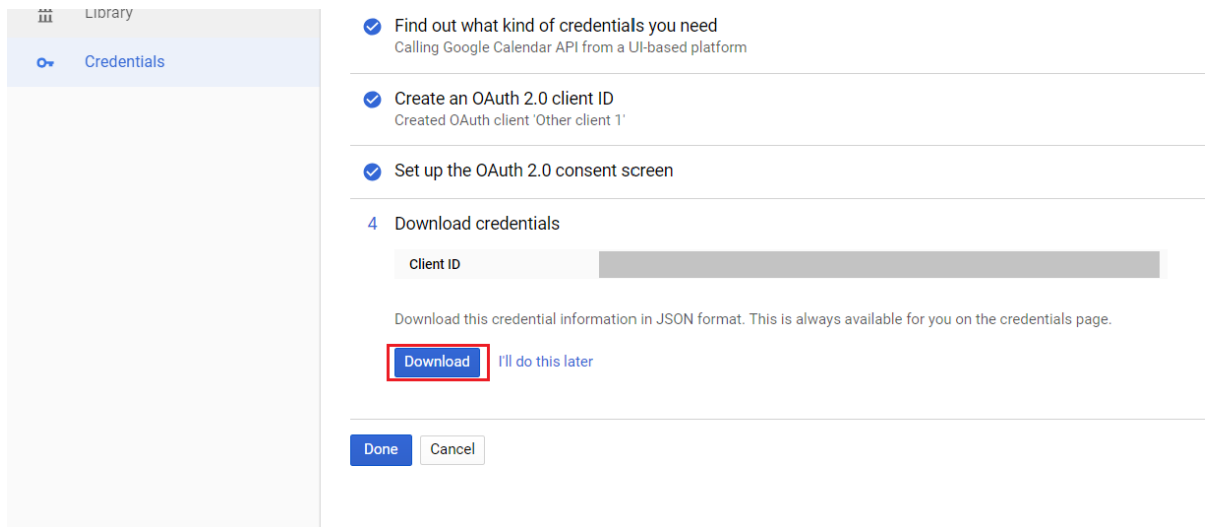 Library
Credentials
Find out what kind of credentials you need
Calling Google Calendar API from a UI-based platform
Create an OAuth 2.0 client ID
Created OAuth client 'Other client 1'
Set up the OAuth 2.0 consent screen
4 Download credentials
Client ID
Download this credential information in JSON format. This is always available for you on the credentials page.
Download I'll do this later
Done Cancel